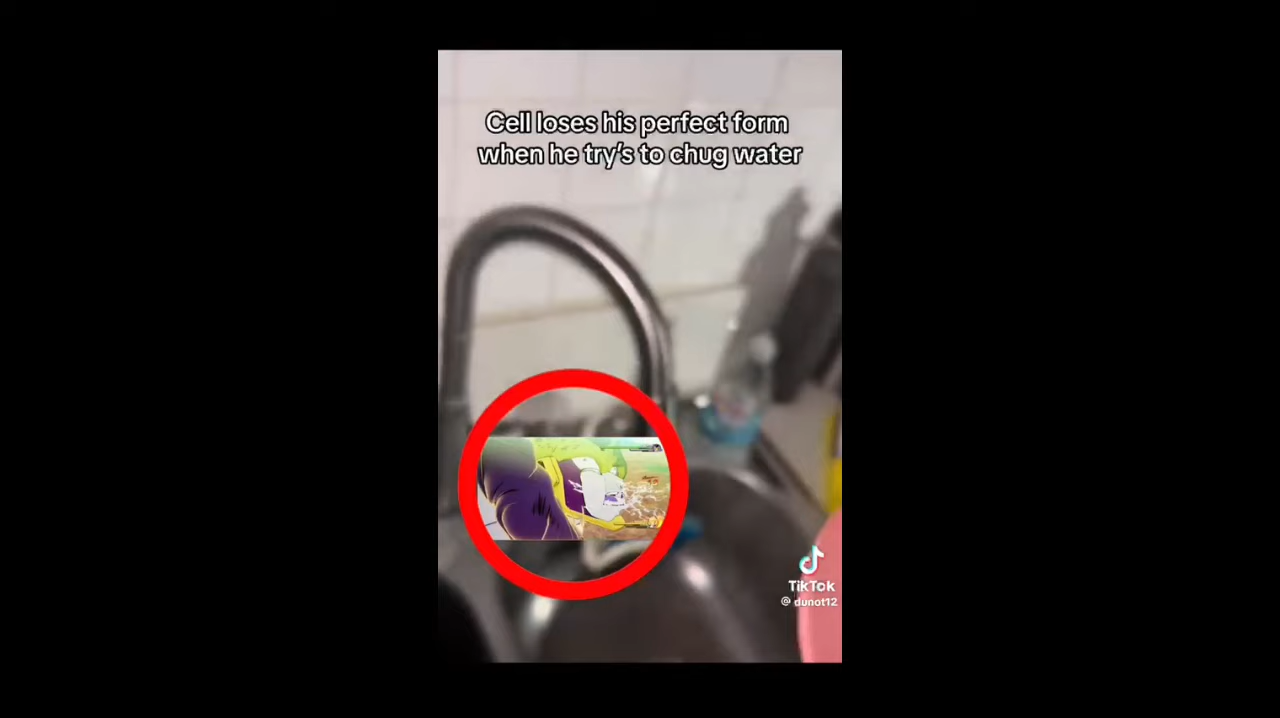 Cell loses his perfect form
when he try's to chug water
TikTok
@ dunot12